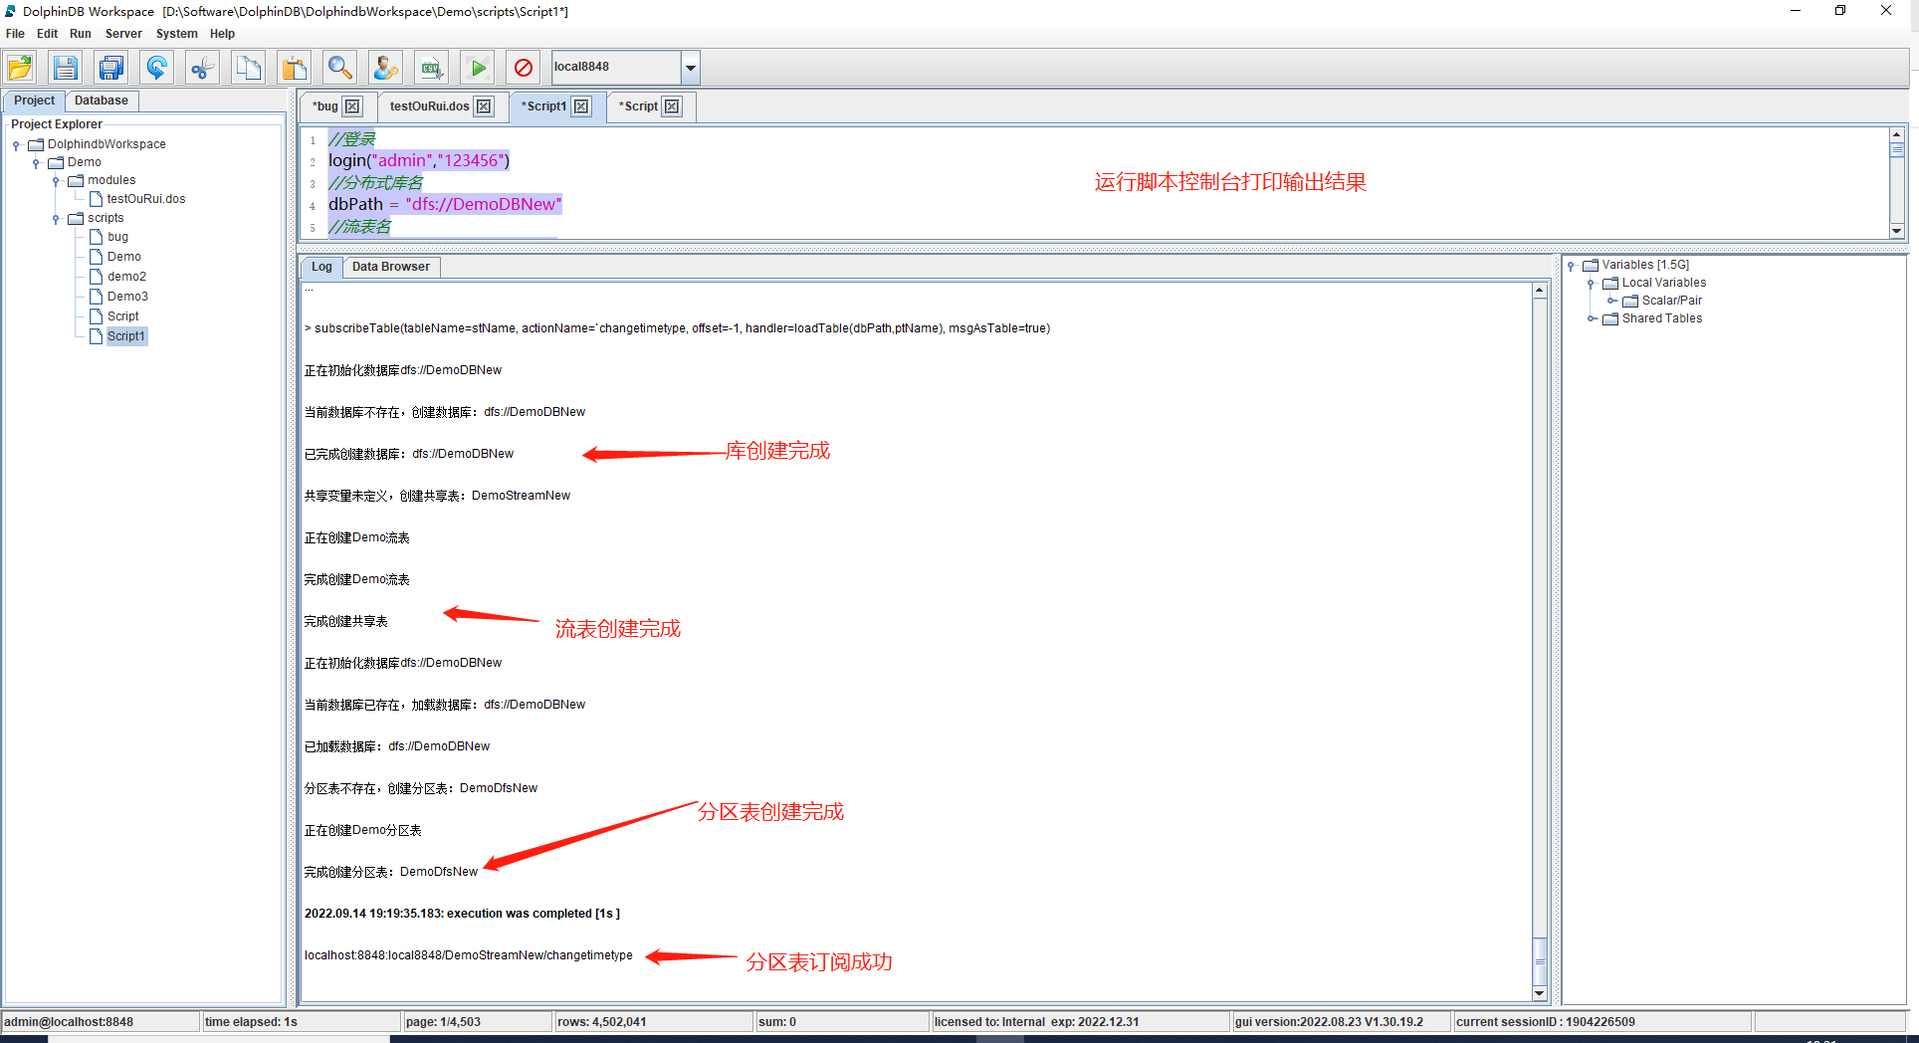 DolphinDB Workspace [D:\Software\DolphinDB\DolphindbWorkspace\Demo\scripts\Script1*]
File Edit Run Server System Help
local8848
Project Database
Project Explorer
DolphindbWorkspace
Demo
modules
testOuRui.dos
scripts
bug
Demo
demo2
Demo3
Script
Script1
*bug testOuRui.dos *Script1 *Script
1 //登录
2 login("admin","123456")
3 //分布式库名
4 dbPath = "dfs://DemoDBNew"
5 //流表名
运行脚本控制台打印输出结果
Log Data Browser
...
> subscribeTable(tableName=stName, actionName=`changetimetype, offset=-1, handler=loadTable(dbPath,ptName), msgAsTable=true)
正在初始化数据库dfs://DemoDBNew
当前数据库不存在，创建数据库：dfs://DemoDBNew
已完成创建数据库：dfs://DemoDBNew
库创建完成
共享变量未定义，创建共享表：DemoStreamNew
正在创建Demo流表
完成创建Demo流表
完成创建共享表
流表创建完成
正在初始化数据库dfs://DemoDBNew
当前数据库已存在，加载数据库：dfs://DemoDBNew
已加载数据库：dfs://DemoDBNew
分区表不存在，创建分区表：DemoDfsNew
分区表创建完成
正在创建Demo分区表
完成创建分区表：DemoDfsNew
2022.09.14 19:19:35.183: execution was completed [1s ]
localhost:8848:local8848/DemoStreamNew/changetimetype
分区表订阅成功
Variables [1.5G]
Local Variables
Scalar/Pair
Shared Tables
admin@localhost:8848 time elapsed: 1s page: 1/4,503 rows: 4,502,041 sum: 0 licensed to: Internal exp: 2022.12.31 gui version:2022.08.23 V1.30.19.2 current sessionID : 1904226509